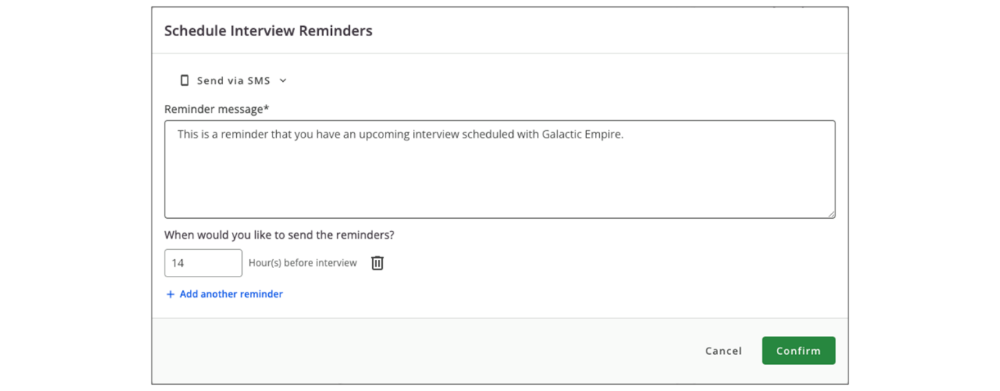 Schedule Interview Reminders
Send via SMS
Reminder message*
This is a reminder that you have an upcoming interview scheduled with Galactic Empire.
When would you like to send the reminders?
14 Hour(s) before interview
+ Add another reminder
Cancel Confirm